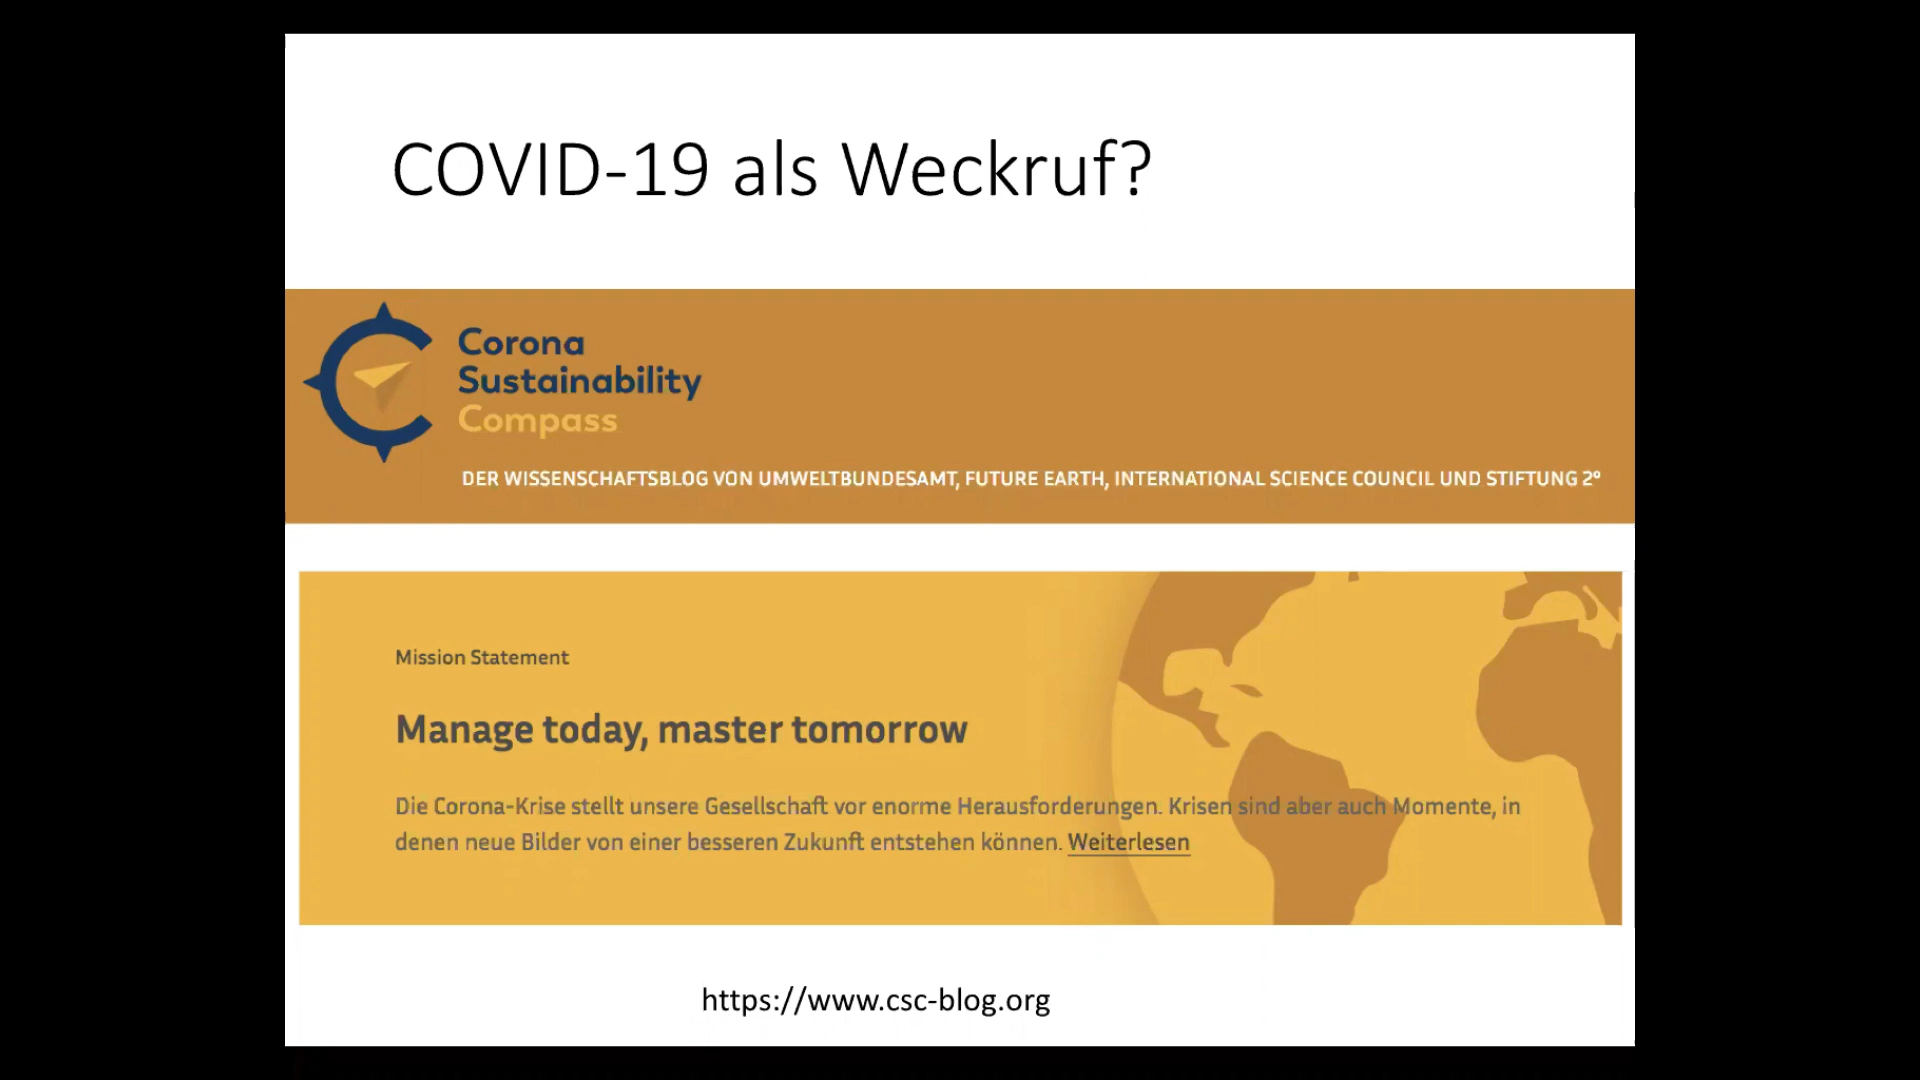 COVID-19 als Weckruf?
Corona
Sustainability
Compass
DER WISSENSCHAFTSBLOG VON UMWELTBUNDESAMT, FUTURE EARTH, INTERNATIONAL SCIENCE COUNCIL UND STIFTUNG 2°
Mission Statement
Manage today, master tomorrow
Die Corona-Krise stellt unsere Gesellschaft vor enorme Herausforderungen. Krisen sind aber auch Momente, in
denen neue Bilder von einer besseren Zukunft entstehen können. Weiterlesen
https://www.csc-blog.org